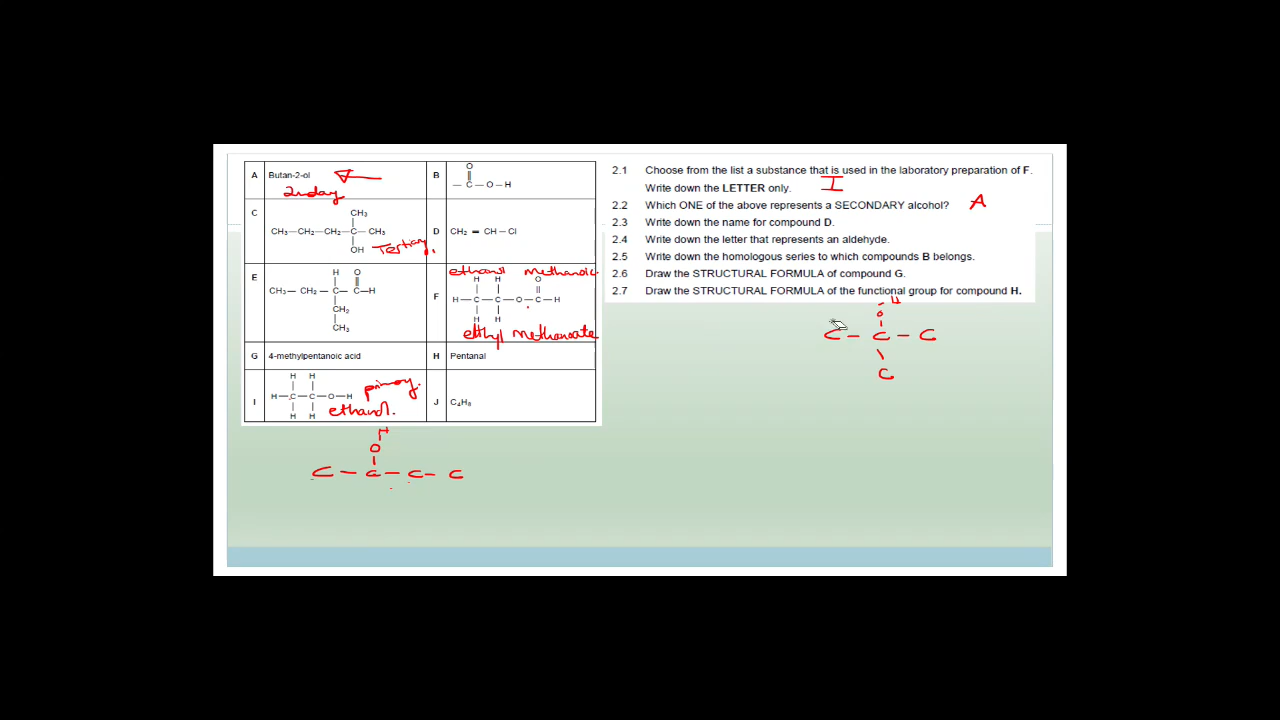 A Butan-2-ol
2ndary
B
O
— C — O — H
C
CH3
CH3— CH2— CH2— C — CH3
OH Tertiary.
D CH2 = CH — Cl
E
H O
CH3— CH2 — C — C—H
CH2
CH3
F
ethanol methanoic
H H O
H — C — C — O — C — H
H H
ethyl methanoate
G 4-methylpentanoic acid
H Pentanal
I
H H
H — C — C — O — H primary.
H H ethanol.
J C4H8
H
O
C — C — C — C
2.1 Choose from the list a substance that is used in the laboratory preparation of F.
Write down the LETTER only. I
2.2 Which ONE of the above represents a SECONDARY alcohol? A
2.3 Write down the name for compound D.
2.4 Write down the letter that represents an aldehyde.
2.5 Write down the homologous series to which compounds B belongs.
2.6 Draw the STRUCTURAL FORMULA of compound G.
2.7 Draw the STRUCTURAL FORMULA of the functional group for compound H.
H
O
C — C — C
C